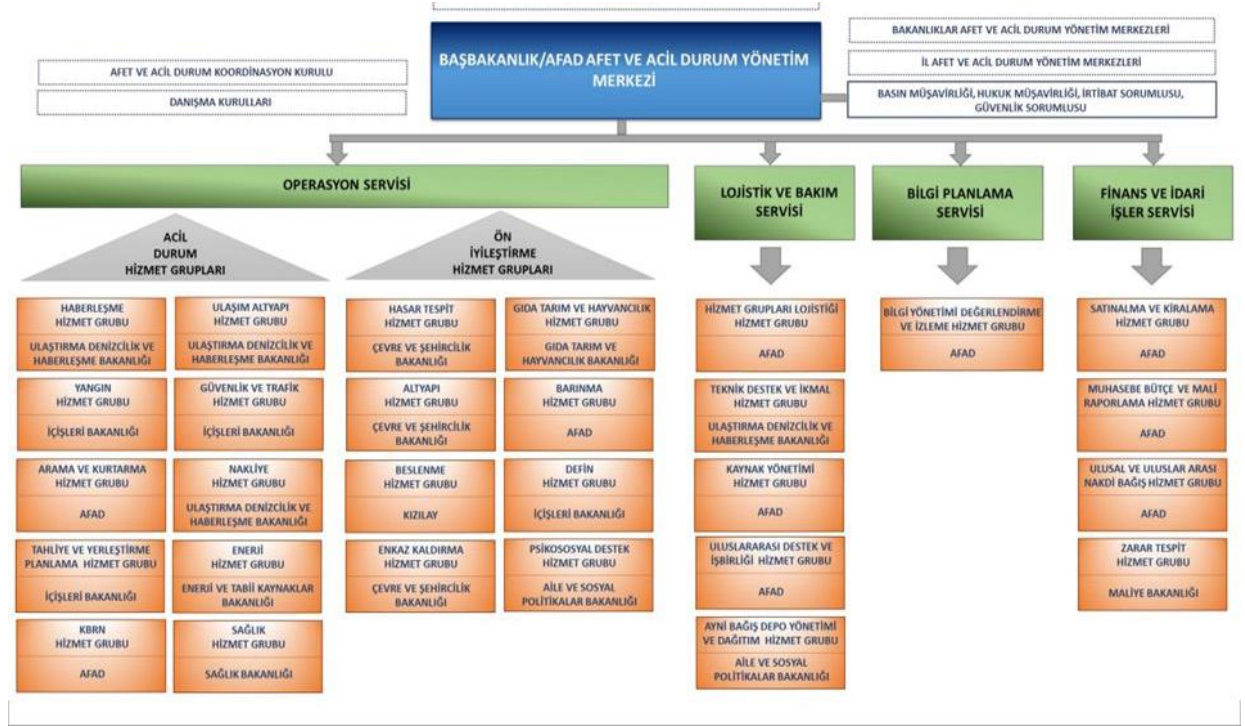 BAŞBAKANLIK/AFAD AFET VE ACİL DURUM YÖNETİM
MERKEZİ
AFET VE ACİL DURUM KOORDİNASYON KURULU
DANIŞMA KURULLARI
BAKANLIKLAR AFET VE ACİL DURUM YÖNETİM MERKEZLERİ
İL AFET VE ACİL DURUM YÖNETİM MERKEZLERİ
BASIN MÜŞAVİRLİĞİ, HUKUK MÜŞAVİRLİĞİ, İRTİBAT SORUMLUSU,
GÜVENLİK SORUMLUSU
OPERASYON SERVİSİ
ACİL
DURUM
HİZMET GRUPLARI
HABERLEŞME
HİZMET GRUBU
ULAŞTIRMA DENİZCİLİK VE
HABERLEŞME BAKANLIĞI
ULAŞIM ALTYAPI
HİZMET GRUBU
ULAŞTIRMA DENİZCİLİK VE
HABERLEŞME BAKANLIĞI
YANGIN
HİZMET GRUBU
İÇİŞLERİ BAKANLIĞI
GÜVENLİK VE TRAFİK
HİZMET GRUBU
İÇİŞLERİ BAKANLIĞI
ARAMA VE KURTARMA
HİZMET GRUBU
AFAD
NAKLİYE
HİZMET GRUBU
ULAŞTIRMA DENİZCİLİK VE
HABERLEŞME BAKANLIĞI
TAHLİYE VE YERLEŞTİRME
PLANLAMA HİZMET GRUBU
İÇİŞLERİ BAKANLIĞI
ENERJİ
HİZMET GRUBU
ENERJİ VE TABİİ KAYNAKLAR
BAKANLIĞI
KBRN
HİZMET GRUBU
AFAD
SAĞLIK
HİZMET GRUBU
SAĞLIK BAKANLIĞI
ÖN
İYİLEŞTİRME
HİZMET GRUPLARI
HASAR TESPİT
HİZMET GRUBU
ÇEVRE VE ŞEHİRCİLİK
BAKANLIĞI
GIDA TARIM VE HAYVANCILIK
HİZMET GRUBU
GIDA TARIM VE
HAYVANCILIK BAKANLIĞI
ALTYAPI
HİZMET GRUBU
ÇEVRE VE ŞEHİRCİLİK
BAKANLIĞI
BARINMA
HİZMET GRUBU
AFAD
BESLENME
HİZMET GRUBU
KIZILAY
DEFİN
HİZMET GRUBU
İÇİŞLERİ BAKANLIĞI
ENKAZ KALDIRMA
HİZMET GRUBU
ÇEVRE VE ŞEHİRCİLİK
BAKANLIĞI
PSİKOSOSYAL DESTEK
HİZMET GRUBU
AİLE VE SOSYAL
POLİTİKALAR BAKANLIĞI
LOJİSTİK VE BAKIM
SERVİSİ
HİZMET GRUPLARI LOJİSTİĞİ
HİZMET GRUBU
AFAD
TEKNİK DESTEK VE İKMAL
HİZMET GRUBU
ULAŞTIRMA DENİZCİLİK VE
HABERLEŞME BAKANLIĞI
KAYNAK YÖNETİMİ
HİZMET GRUBU
AFAD
ULUSLARARASI DESTEK VE
İŞBİRLİĞİ HİZMET GRUBU
AFAD
AYNİ BAĞIŞ DEPO YÖNETİMİ
VE DAĞITIM HİZMET GRUBU
AİLE VE SOSYAL
POLİTİKALAR BAKANLIĞI
BİLGİ PLANLAMA
SERVİSİ
BİLGİ YÖNETİMİ DEĞERLENDİRME
VE İZLEME HİZMET GRUBU
AFAD
FİNANS VE İDARİ
İŞLER SERVİSİ
SATINALMA VE KİRALAMA
HİZMET GRUBU
AFAD
MUHASEBE BÜTÇE VE MALİ
RAPORLAMA HİZMET GRUBU
AFAD
ULUSAL VE ULUSLAR ARASI
NAKDİ BAĞIŞ HİZMET GRUBU
AFAD
ZARAR TESPİT
HİZMET GRUBU
MALİYE BAKANLIĞI